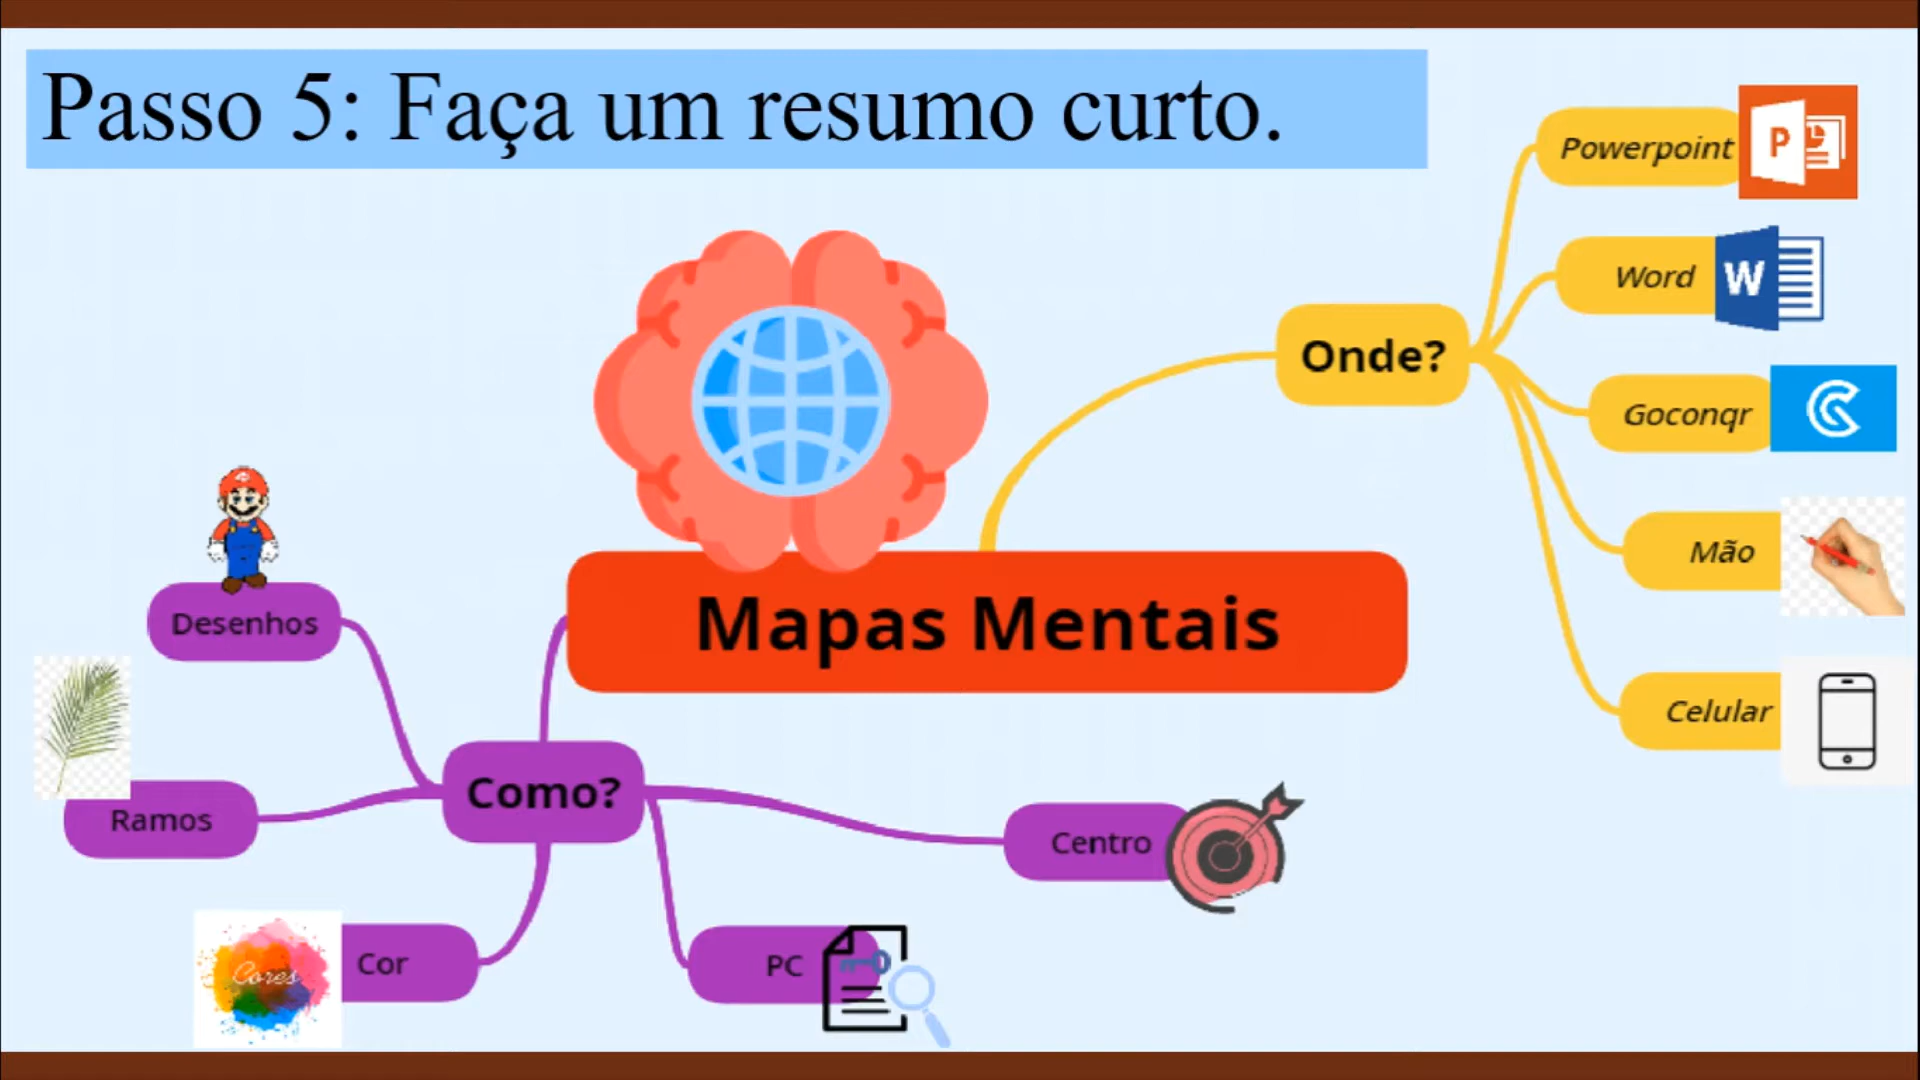 Passo 5: Faça um resumo curto.
Powerpoint
P
Word
W
Onde?
Goconqr
Mão
Celular
Mapas Mentais
Desenhos
Ramos
Como?
Centro
Cor
Cores
PC